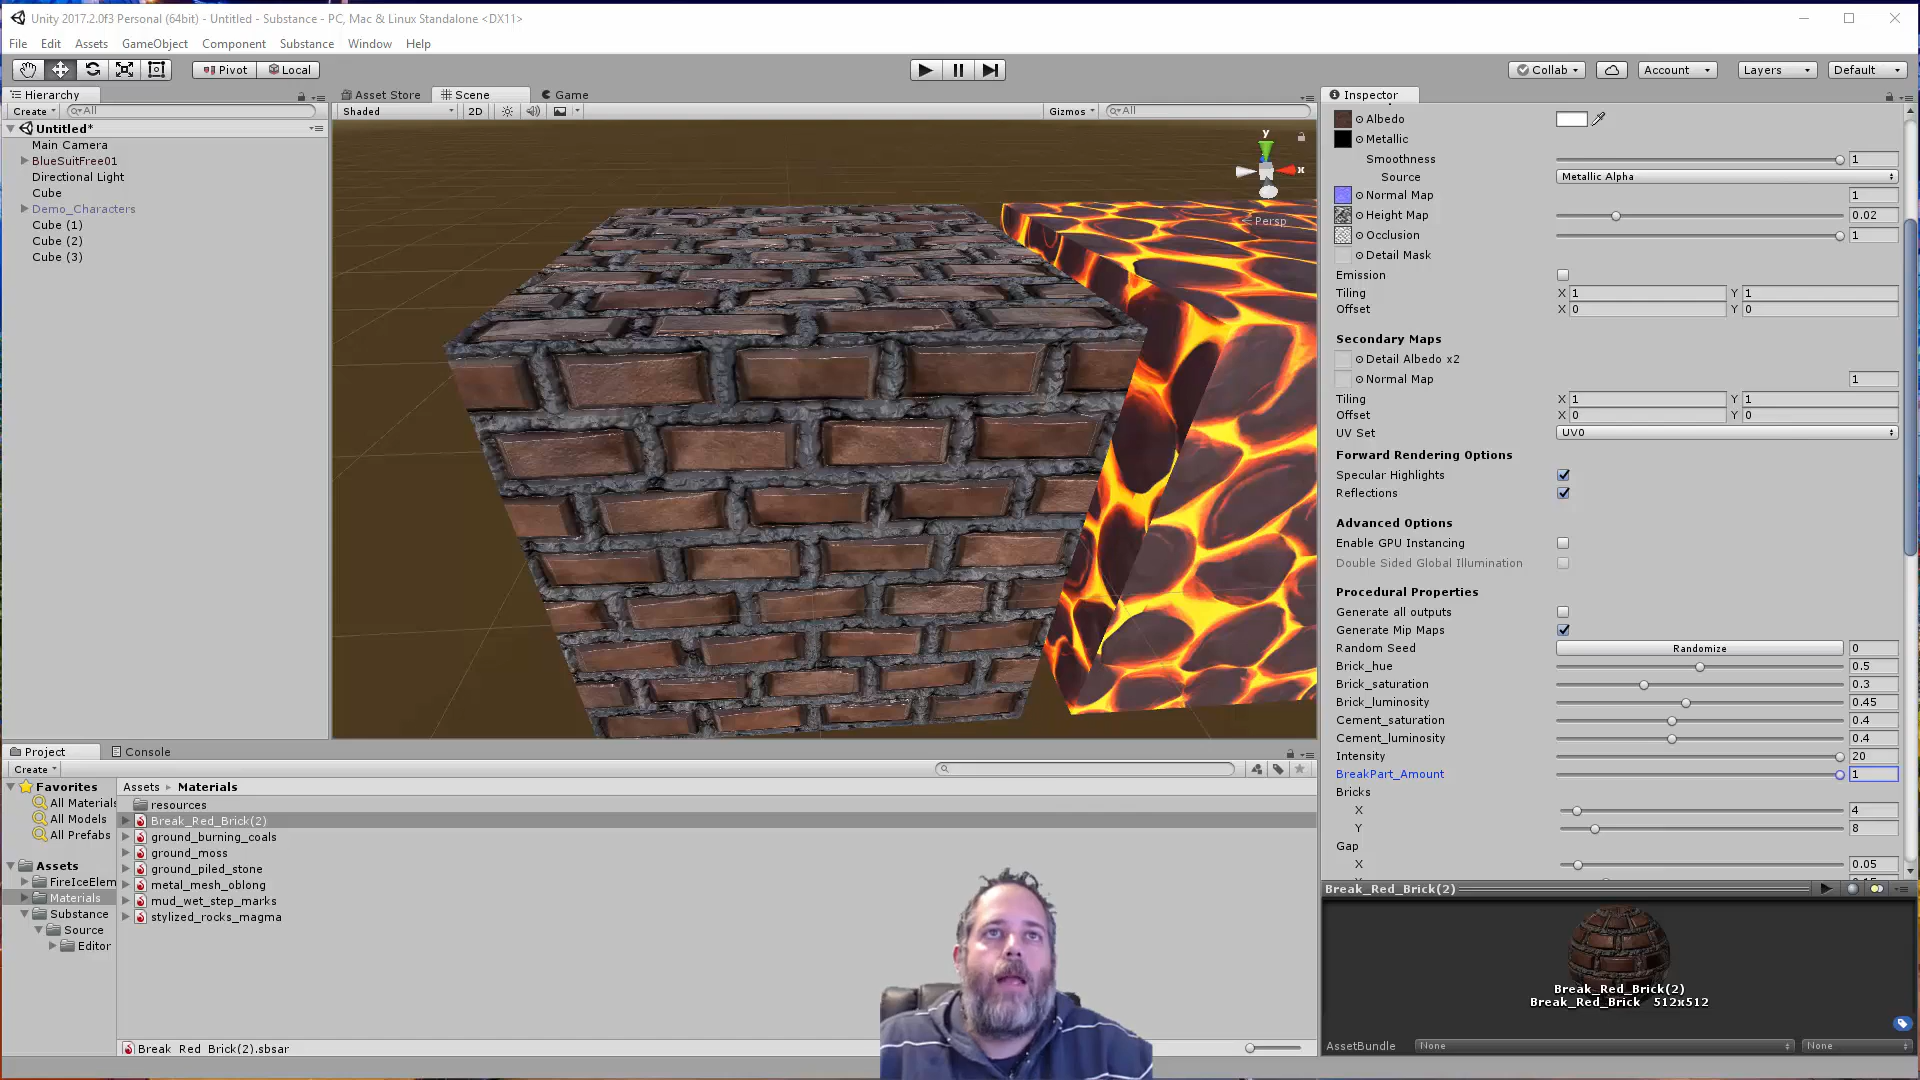 Unity 2017.2.0f3 Personal (64bit) - Untitled - Substance - PC, Mac & Linux Standalone <DX11>
File Edit Assets GameObject Component Substance Window Help
Pivot Local Collab Account Layers Default
Hierarchy
Create All
Untitled*
Main Camera
BlueSuitFree01
Directional Light
Cube
Demo_Characters
Cube (1)
Cube (2)
Cube (3)
Asset Store Scene Game
Shaded 2D Gizmos All
y
x
Persp
Inspector
Albedo
Metallic
Smoothness 1
Source Metallic Alpha
Normal Map 1
Height Map 0.02
Occlusion 1
Detail Mask
Emission
Tiling X 1 Y 1
Offset X 0 Y 0
Secondary Maps
Detail Albedo x2
Normal Map 1
Tiling X 1 Y 1
Offset X 0 Y 0
UV Set UV0
Forward Rendering Options
Specular Highlights
Reflections
Advanced Options
Enable GPU Instancing
Double Sided Global Illumination
Procedural Properties
Generate all outputs
Generate Mip Maps
Random Seed Randomize 0
Brick_hue 0.5
Brick_saturation 0.3
Brick_luminosity 0.45
Cement_saturation 0.4
Cement_luminosity 0.4
Intensity 20
BreakPart_Amount 1
Bricks
X 4
Y 8
Gap
X 0.05
Break_Red_Brick(2)
Break_Red_Brick(2)
Break_Red_Brick 512x512
AssetBundle None None
Project Console
Create
Favorites
All Materials
All Models
All Prefabs
Assets
FireIceElem
Materials
Substance
Source
Editor
Assets Materials
resources
Break_Red_Brick(2)
ground_burning_coals
ground_moss
ground_piled_stone
metal_mesh_oblong
mud_wet_step_marks
stylized_rocks_magma
Break_Red_Brick(2).sbsar